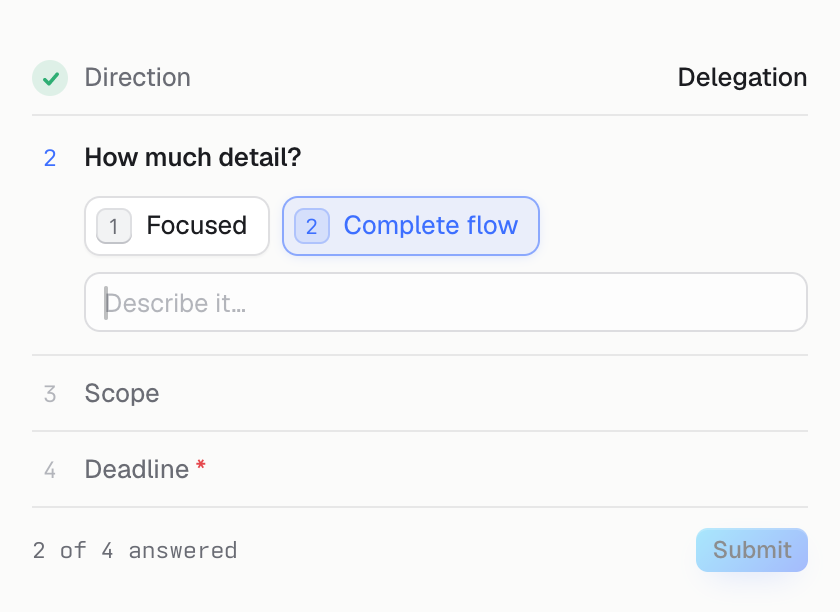 Direction Delegation
2 How much detail?
1 Focused 2 Complete flow
Describe it...
3 Scope
4 Deadline *
2 of 4 answered Submit